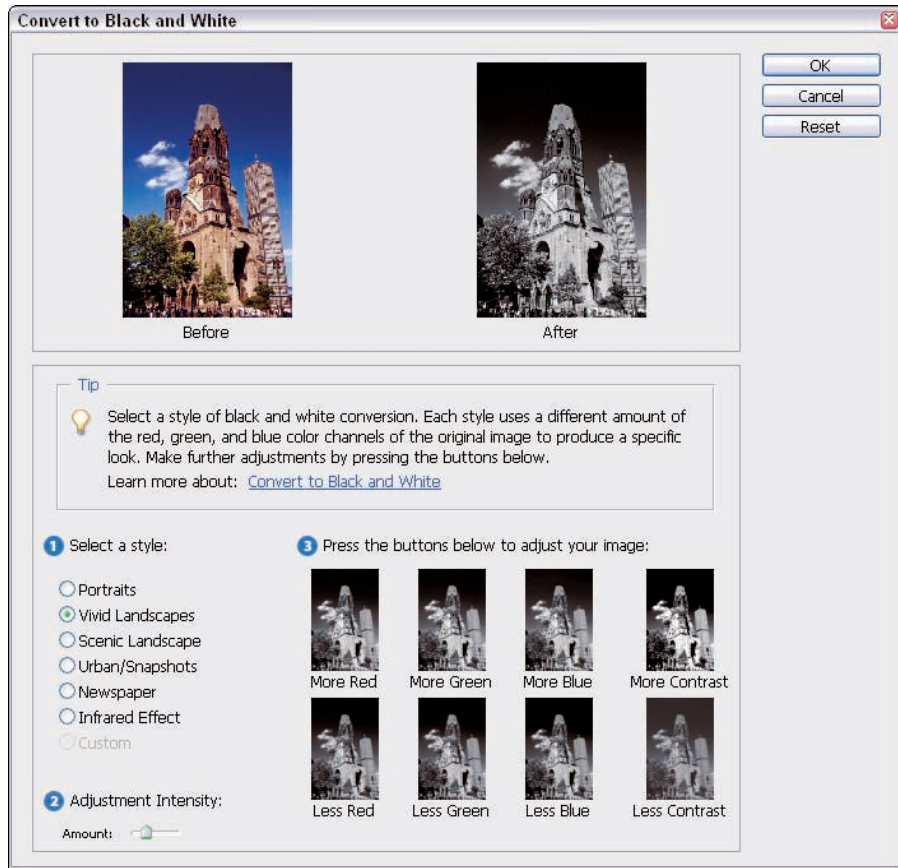 Convert to Black and White
OK
Cancel
Reset
Before
After
Tip
Select a style of black and white conversion. Each style uses a different amount of
the red, green, and blue color channels of the original image to produce a specific
look. Make further adjustments by pressing the buttons below.
Learn more about: Convert to Black and White
1 Select a style:
Portraits
Vivid Landscapes
Scenic Landscape
Urban/Snapshots
Newspaper
Infrared Effect
Custom
2 Adjustment Intensity:
Amount:
3 Press the buttons below to adjust your image:
More Red
More Green
More Blue
More Contrast
Less Red
Less Green
Less Blue
Less Contrast